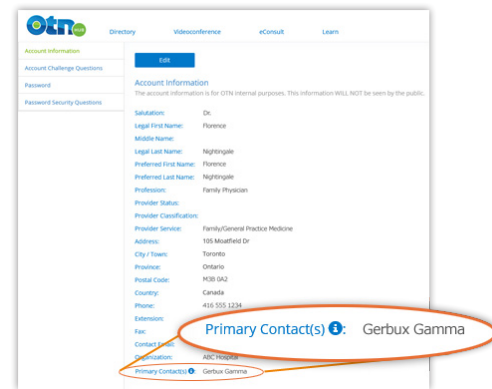 Otn HUB
Directory Videoconference eConsult Learn
Account Information
Account Challenge Questions
Password
Password Security Questions
Edit
Account Information
The account information is for OTN internal purposes. This information WILL NOT be seen by the public.
Salutation: Dr.
Legal First Name: Florence
Middle Name:
Legal Last Name: Nightingale
Preferred First Name: Florence
Preferred Last Name: Nightingale
Profession: Family Physician
Provider Status:
Provider Classification:
Provider Service: Family/General Practice Medicine
Address: 105 Moatfield Dr
City / Town: Toronto
Province: Ontario
Postal Code: M3B 0A2
Country: Canada
Phone: 416 555 1234
Extension:
Fax:
Contact Email:
Organization: ABC Hospital
Primary Contact(s) i: Gerbux Gamma
Primary Contact(s) i: Gerbux Gamma